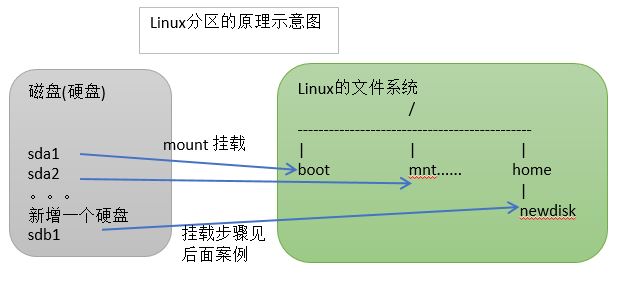 Linux分区的原理示意图
磁盘(硬盘)
sda1
sda2
。。。
新增一个硬盘
sdb1
mount 挂载
挂载步骤见
后面案例
Linux的文件系统
/
---------------------------------------------
| | |
boot mnt...... home
|
newdisk